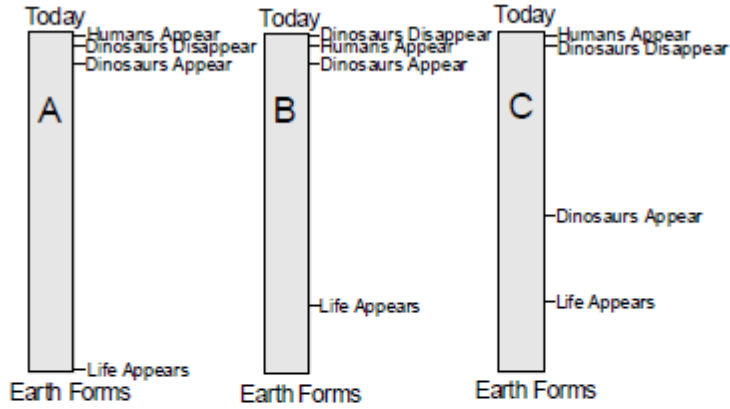 Today
Humans Appear
Dinosaurs Disappear
Dinosaurs Appear
A
Life Appears
Earth Forms
Today
Dinosaurs Disappear
Humans Appear
Dinosaurs Appear
B
Life Appears
Earth Forms
Today
Humans Appear
Dinosaurs Disappear
C
Dinosaurs Appear
Life Appears
Earth Forms